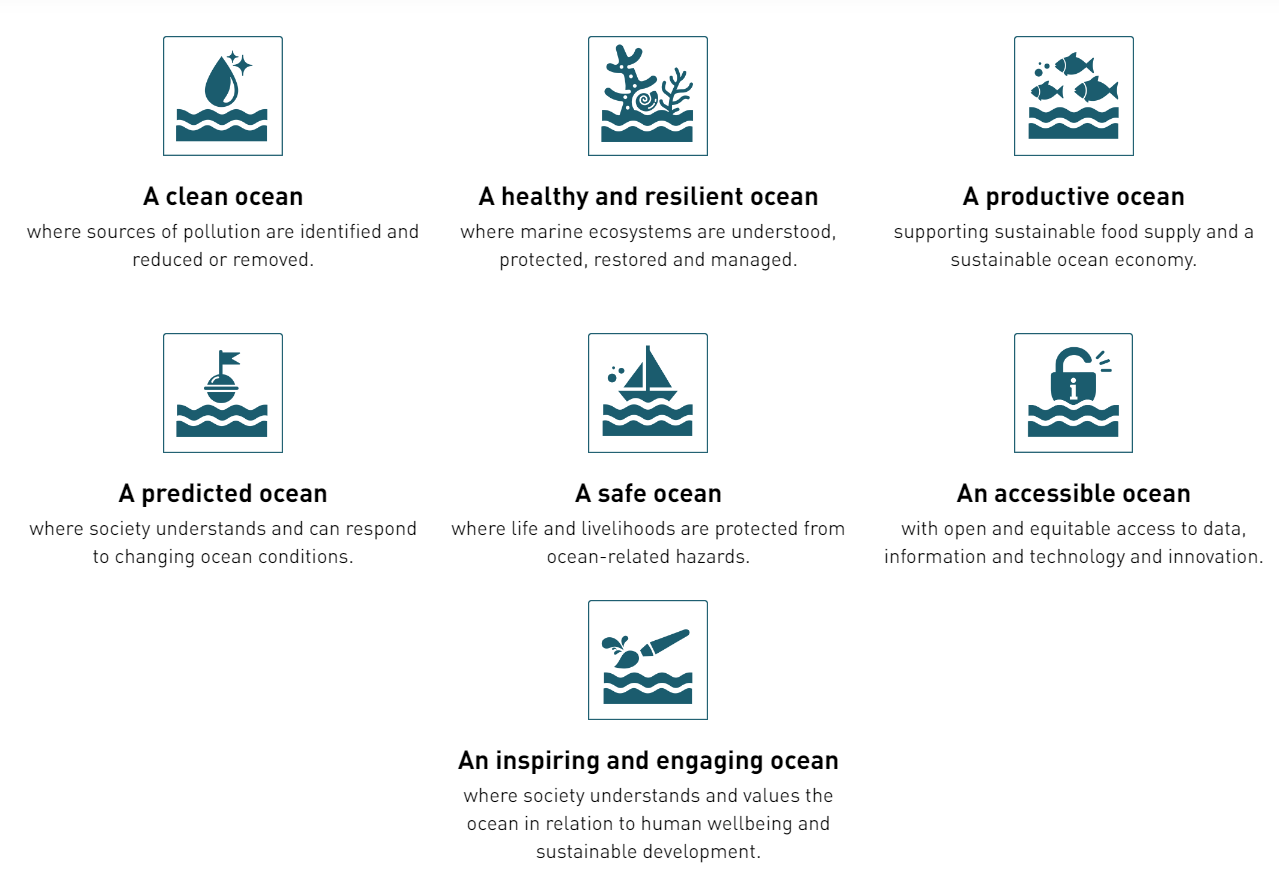 A clean ocean
where sources of pollution are identified and
reduced or removed.
A healthy and resilient ocean
where marine ecosystems are understood,
protected, restored and managed.
A productive ocean
supporting sustainable food supply and a
sustainable ocean economy.
A predicted ocean
where society understands and can respond
to changing ocean conditions.
A safe ocean
where life and livelihoods are protected from
ocean-related hazards.
i
An accessible ocean
with open and equitable access to data,
information and technology and innovation.
An inspiring and engaging ocean
where society understands and values the
ocean in relation to human wellbeing and
sustainable development.